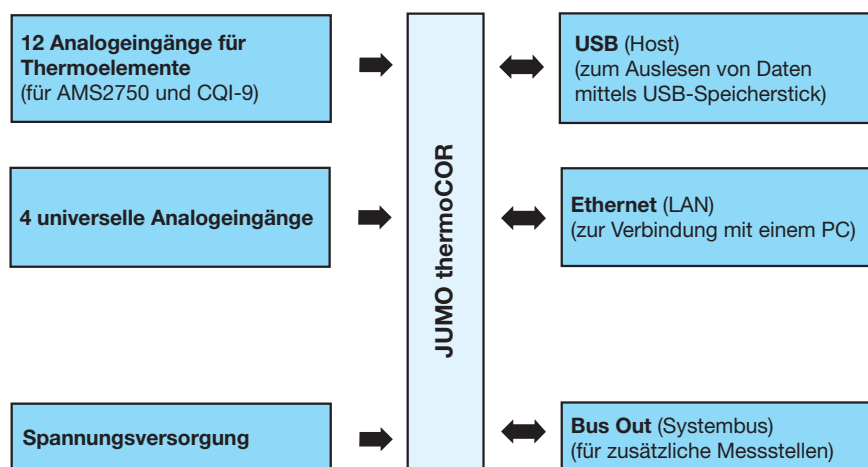 12 Analogeingänge für
Thermoelemente
(für AMS2750 und CQI-9)
4 universelle Analogeingänge
Spannungsversorgung
JUMO thermoCOR
USB (Host)
(zum Auslesen von Daten
mittels USB-Speicherstick)
Ethernet (LAN)
(zur Verbindung mit einem PC)
Bus Out (Systembus)
(für zusätzliche Messstellen)